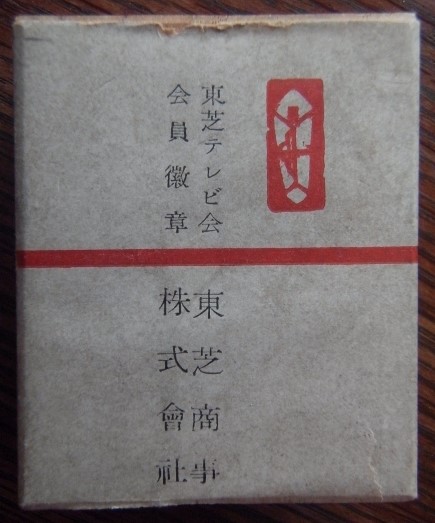 東芝テレビ会
会員徽章
東芝商事
株式會社